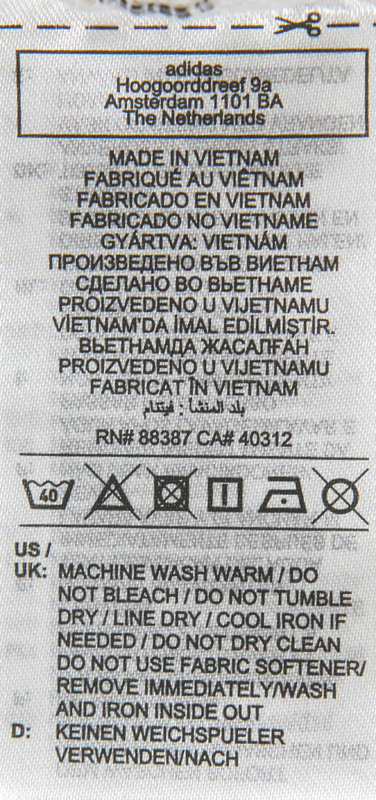 adidas
Hoogoorddreef 9a
Amsterdam 1101 BA
The Netherlands
MADE IN VIETNAM
FABRIQUÉ AU VIÊTNAM
FABRICADO EN VIETNAM
FABRICADO NO VIETNAME
GYÁRTVA: VIETNÁM
ПРОИЗВЕДЕНО ВЪВ ВИЕТНАМ
СДЕЛАНО ВО ВЬЕТНАМЕ
PROIZVEDENO U VIJETNAMU
VİETNAM'DA İMAL EDİLMİŞTİR.
ВЬЕТНАМДА ЖАСАЛҒАН
PROIZVEDENO U VIJETNAMU
FABRICAT ÎN VIETNAM
بلد المنشأ : فيتنام
RN# 88387 CA# 40312
40
US /
UK: MACHINE WASH WARM / DO
NOT BLEACH / DO NOT TUMBLE
DRY / LINE DRY / COOL IRON IF
NEEDED / DO NOT DRY CLEAN
DO NOT USE FABRIC SOFTENER/
REMOVE IMMEDIATELY/WASH
AND IRON INSIDE OUT
D: KEINEN WEICHSPUELER
VERWENDEN/NACH